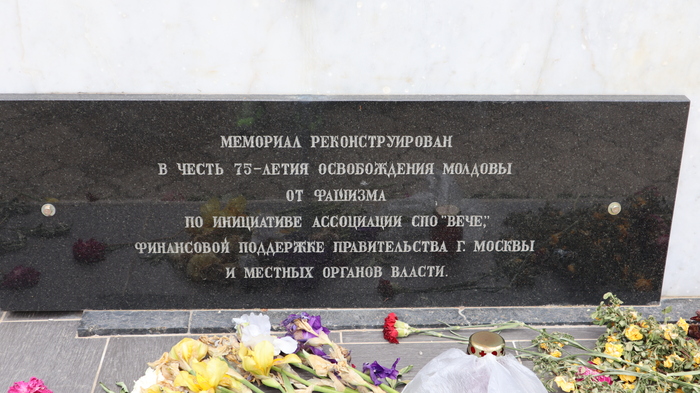 МЕМОРИАЛ РЕКОНСТРУИРОВАН
В ЧЕСТЬ 75-ЛЕТИЯ ОСВОБОЖДЕНИЯ МОЛДОВЫ
ОТ ФАШИЗМА
ПО ИНИЦИАТИВЕ АССОЦИАЦИИ СПО "ВЕЧЕ",
ФИНАНСОВОЙ ПОДДЕРЖКЕ ПРАВИТЕЛЬСТВА Г. МОСКВЫ
И МЕСТНЫХ ОРГАНОВ ВЛАСТИ.